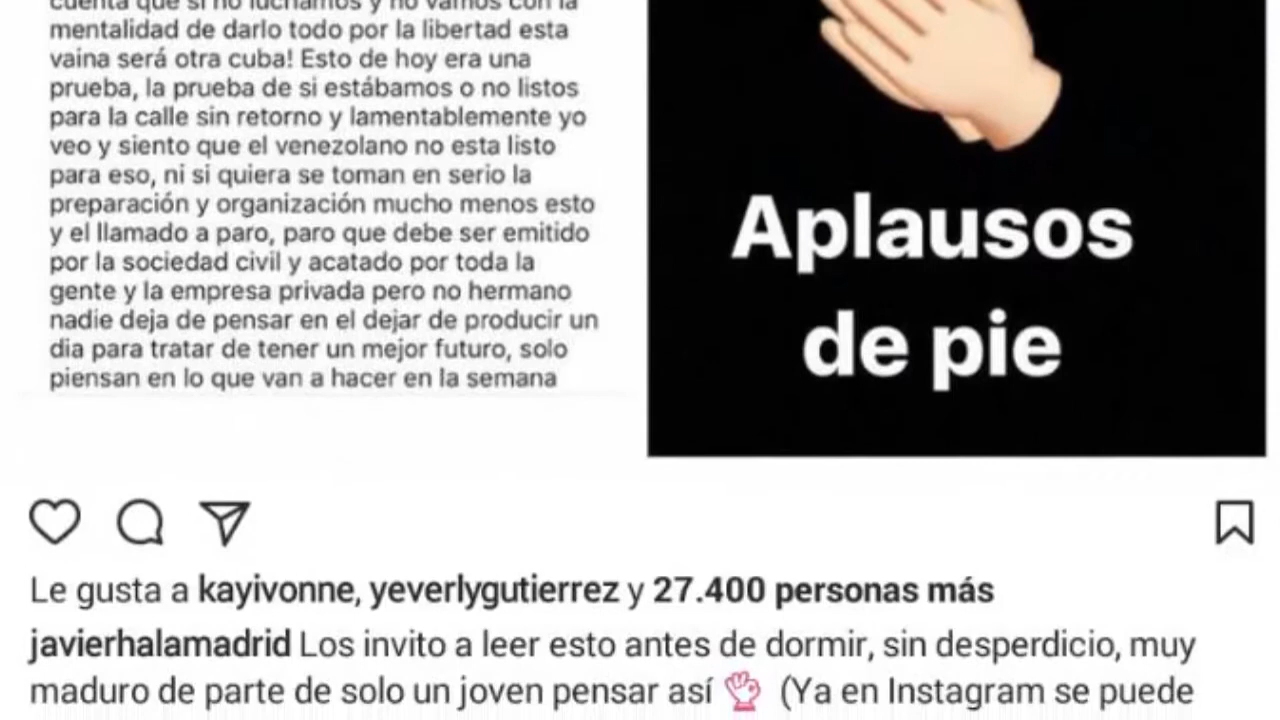 cuenta que si no luchamos y no vamos con la
mentalidad de darlo todo por la libertad esta
vaina será otra cuba! Esto de hoy era una
prueba, la prueba de si estábamos o no listos
para la calle sin retorno y lamentablemente yo
veo y siento que el venezolano no esta listo
para eso, ni si quiera se toman en serio la
preparación y organización mucho menos esto
y el llamado a paro, paro que debe ser emitido
por la sociedad civil y acatado por toda la
gente y la empresa privada pero no hermano
nadie deja de pensar en el dejar de producir un
dia para tratar de tener un mejor futuro, solo
piensan en lo que van a hacer en la semana
Aplausos
de pie
Le gusta a kayivonne, yeverlygutierrez y 27.400 personas más
javierhalamadrid Los invito a leer esto antes de dormir, sin desperdicio, muy
maduro de parte de solo un joven pensar así (Ya en Instagram se puede